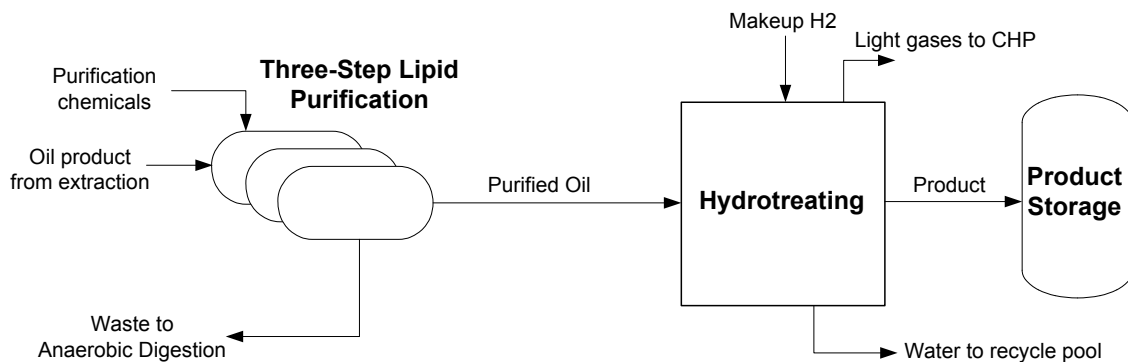 Makeup H2
Light gases to CHP
Three-Step Lipid
Purification
Purification
chemicals
Oil product
from extraction
Purified Oil
Hydrotreating
Product
Product
Storage
Waste to
Anaerobic Digestion
Water to recycle pool